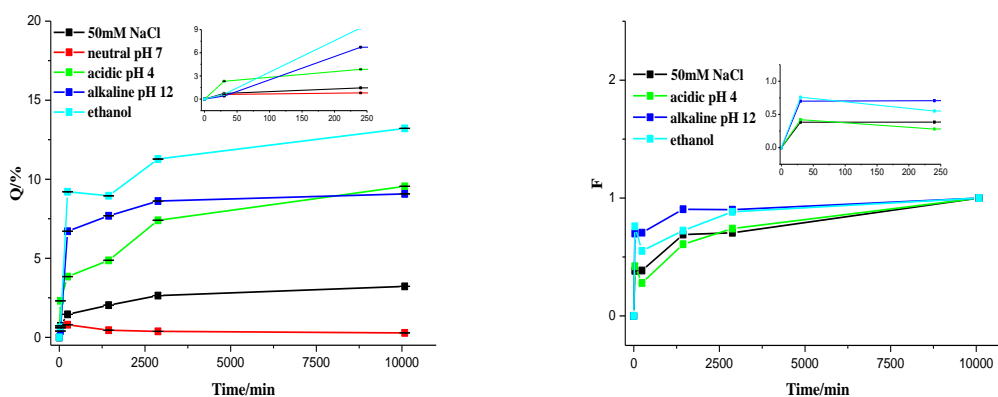 20
15
10
5
0
Q/%
50mM NaCl
neutral pH 7
acidic pH 4
alkaline pH 12
ethanol
9
6
3
0
0 50 100 150 200 250
0 2500 5000 7500 10000
Time/min
2
1
0
F
50mM NaCl
acidic pH 4
alkaline pH 12
ethanol
1.0
0.5
0.0
0 50 100 150 200 250
0 2500 5000 7500 10000
Time/min